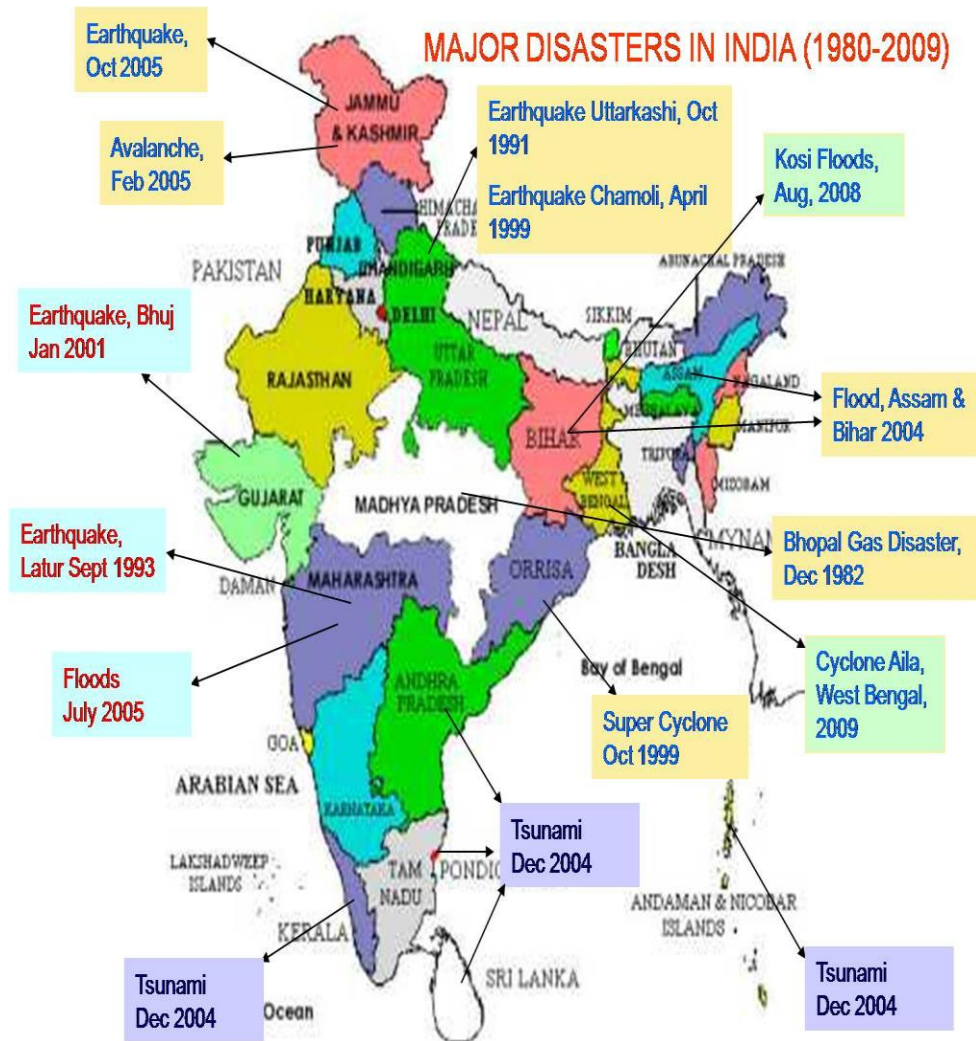 MAJOR DISASTERS IN INDIA (1980-2009)
Earthquake,
Oct 2005
Avalanche,
Feb 2005
Earthquake Uttarkashi, Oct
1991
Earthquake Chamoli, April
1999
Kosi Floods,
Aug, 2008
Earthquake, Bhuj
Jan 2001
Flood, Assam &
Bihar 2004
Earthquake,
Latur Sept 1993
Bhopal Gas Disaster,
Dec 1982
Floods
July 2005
Cyclone Aila,
West Bengal,
2009
Super Cyclone
Oct 1999
Tsunami
Dec 2004
Tsunami
Dec 2004
Tsunami
Dec 2004
JAMMU
& KASHMIR
PUNJAB
HARYANA
DELHI
PAKISTAN
NEPAL
SIKKIM
BHUTAN
ARUNACHAL PRADESH
ASSAM
NAGALAND
MEGHALAYA
MANIPUR
RAJASTHAN
UTTAR
PRADESH
BIHAR
GUJARAT
MADHYA PRADESH
WEST
BENGAL
BANGLA
DESH
DAMAN
MAHARASHTRA
ORRISA
Bay of Bengal
ANDHRA
PRADESH
GOA
ARABIAN SEA
KARNATAKA
LAKSHADWEEP
ISLANDS
TAM
NADU
KERALA
SRI LANKA
ANDAMAN & NICOBAR
ISLANDS
Ocean